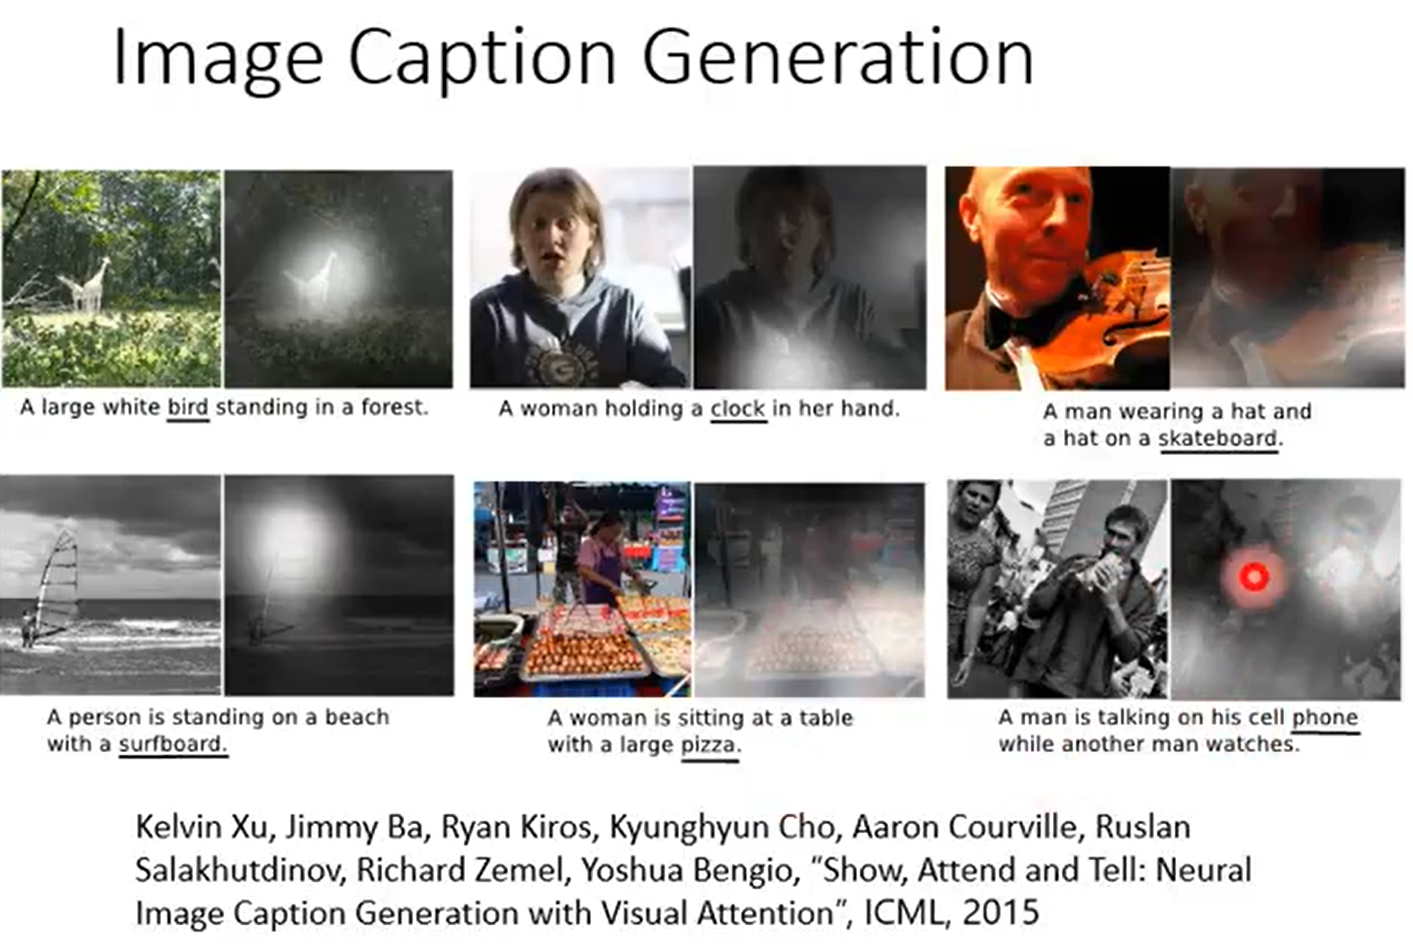 Image Caption Generation
A large white bird standing in a forest.
A woman holding a clock in her hand.
A man wearing a hat and
a hat on a skateboard.
A person is standing on a beach
with a surfboard.
A woman is sitting at a table
with a large pizza.
A man is talking on his cell phone
while another man watches.
Kelvin Xu, Jimmy Ba, Ryan Kiros, Kyunghyun Cho, Aaron Courville, Ruslan
Salakhutdinov, Richard Zemel, Yoshua Bengio, “Show, Attend and Tell: Neural
Image Caption Generation with Visual Attention”, ICML, 2015